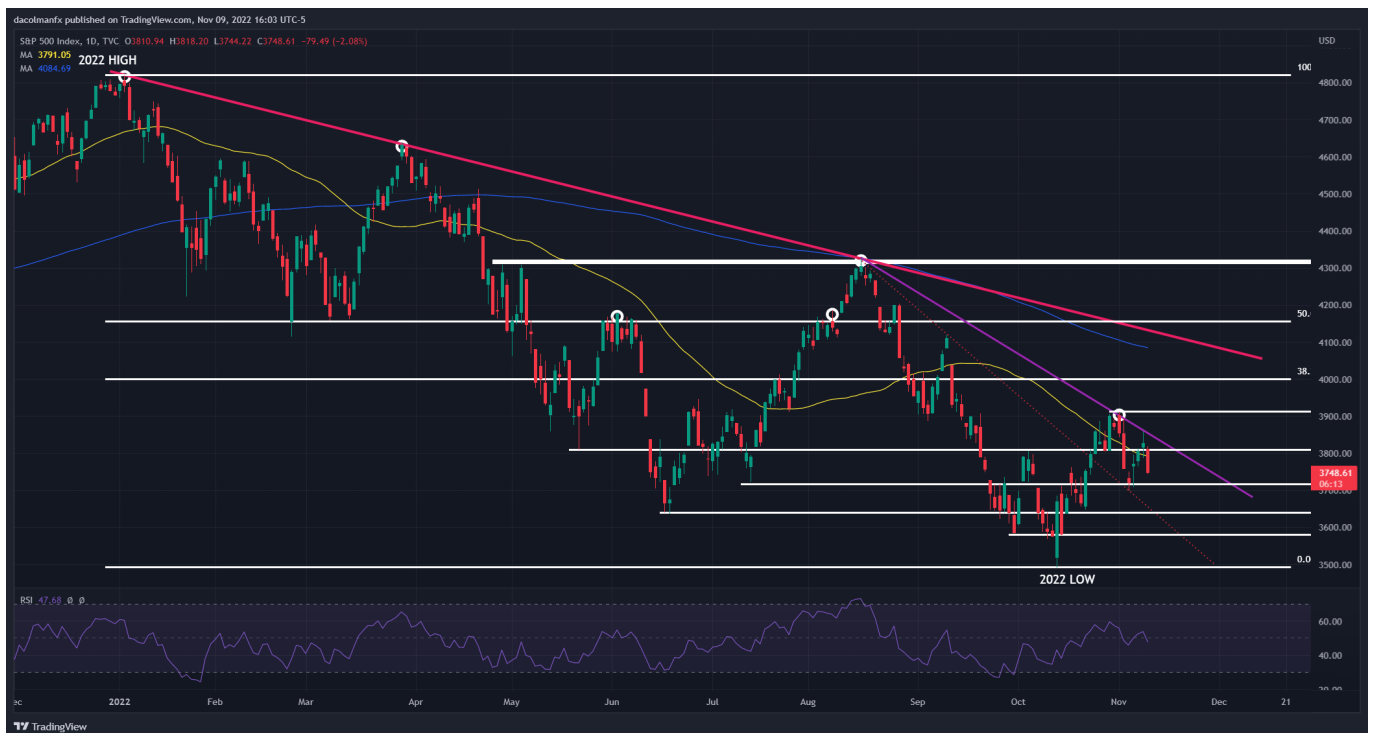 dacolmanfx published on TradingView.com, Nov 09, 2022 16:03 UTC-5
S&P 500 Index, 1D, TVC O3810.94 H3818.20 L3744.22 C3748.61 −79.49 (−2.08%)
USD
MA 3791.05
2022 HIGH
MA 4084.69
100
4800.00
4700.00
4600.00
4500.00
4400.00
4300.00
4200.00
50.
4100.00
38.
4000.00
3900.00
3800.00
3748.61
06:13
3700.00
3600.00
0.0
3500.00
2022 LOW
RSI 47.68 Ø Ø
60.00
40.00
20.00
ec 2022 Feb Mar Apr May Jun Jul Aug Sep Oct Nov Dec 21
TradingView